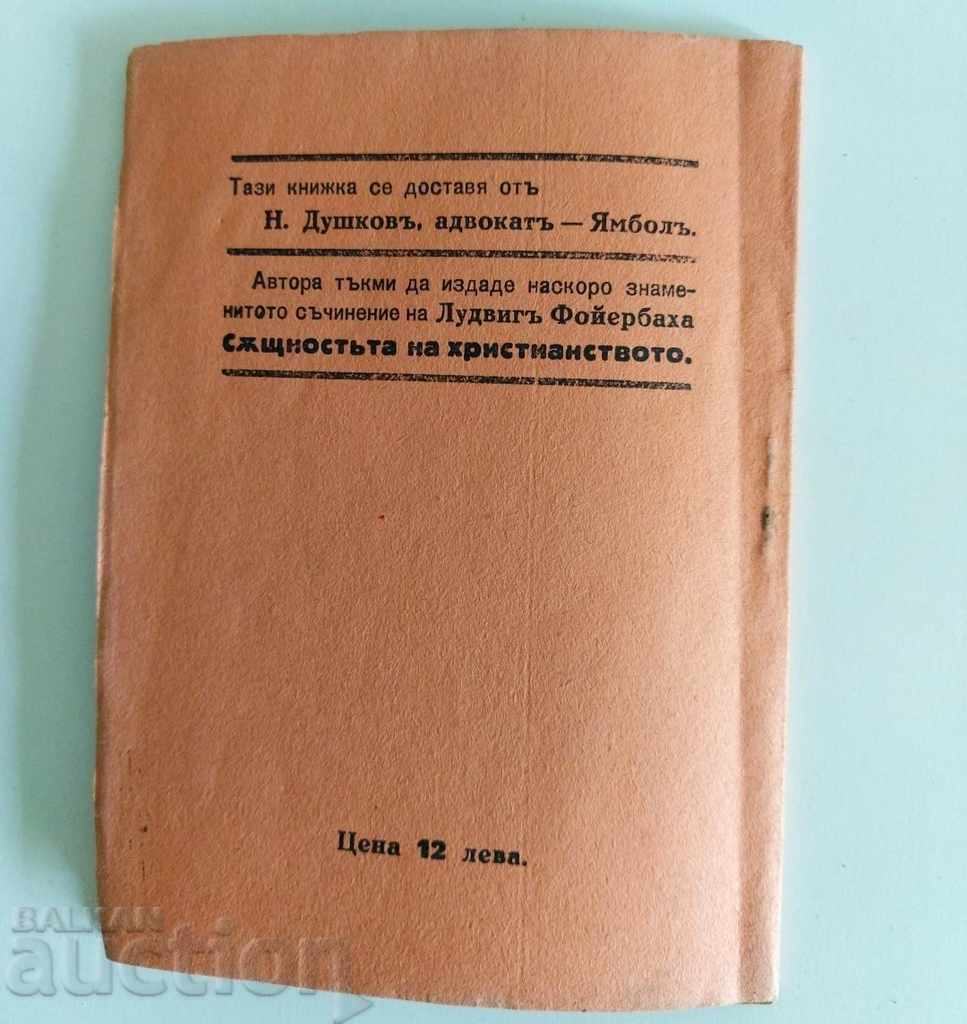 Тази книжка се доставя отъ
Н. Душковъ, адвокатъ — Ямболъ.
Автора тъкми да издаде наскоро знаме-
нитото съчинение на Лудвигъ Фойербаха
Сѫщностьта на християнството.
Цена 12 лева.
BALKAN
auction